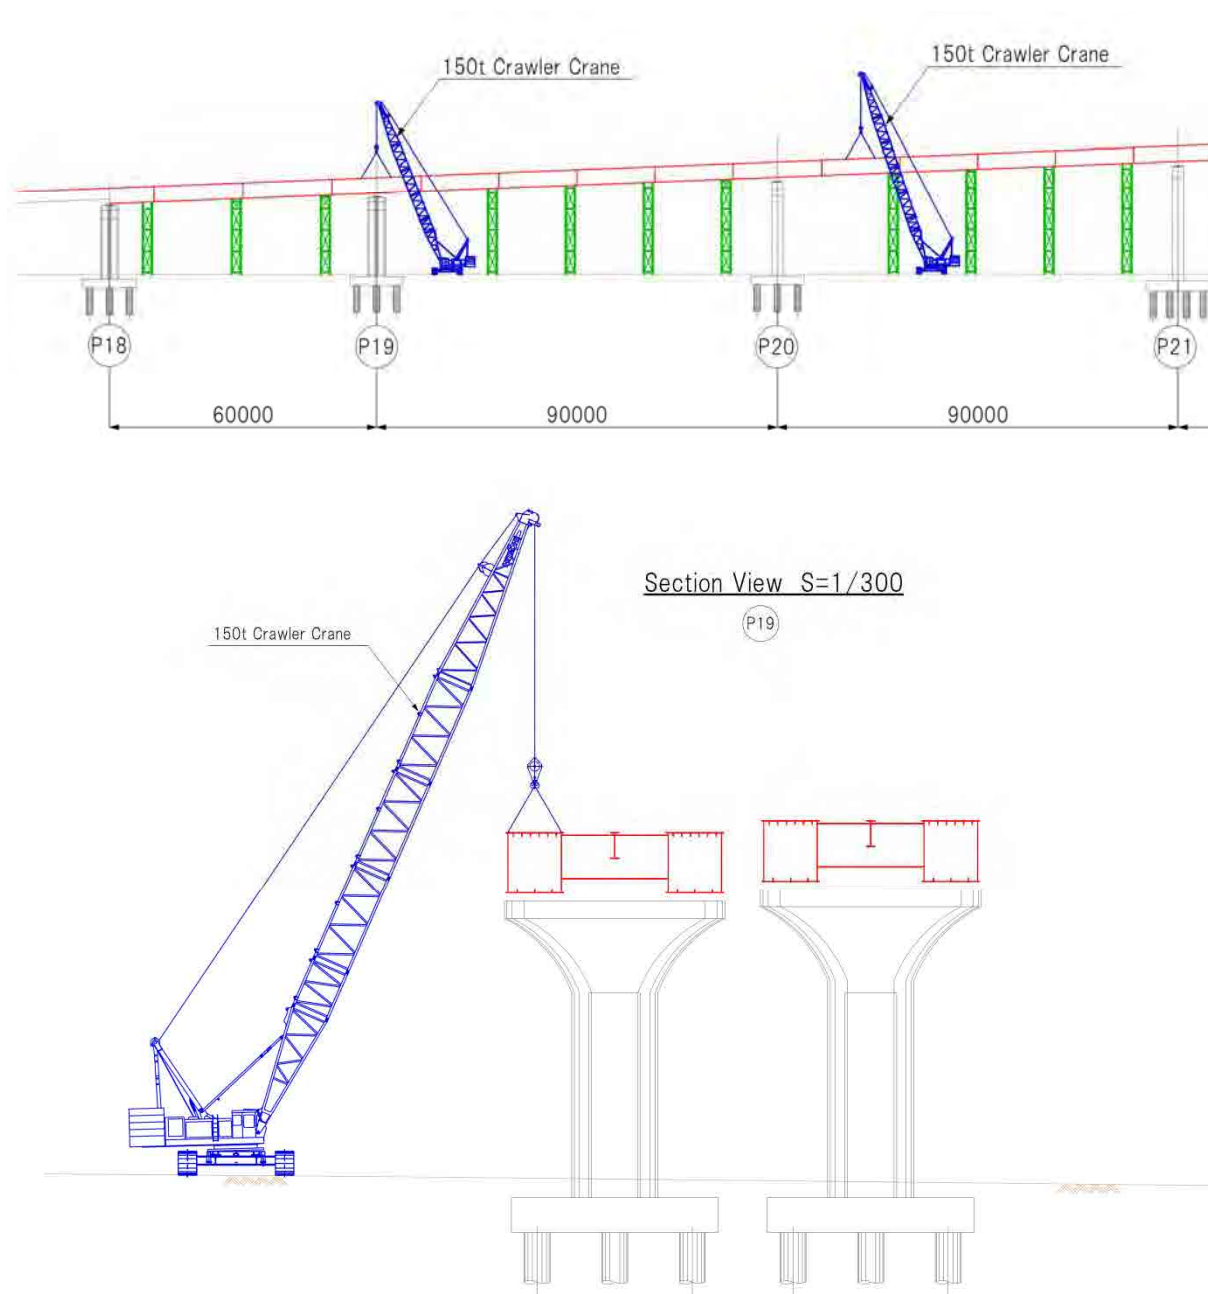 150t Crawler Crane
150t Crawler Crane
P18
P19
P20
P21
60000
90000
90000
Section View S=1/300
P19
150t Crawler Crane